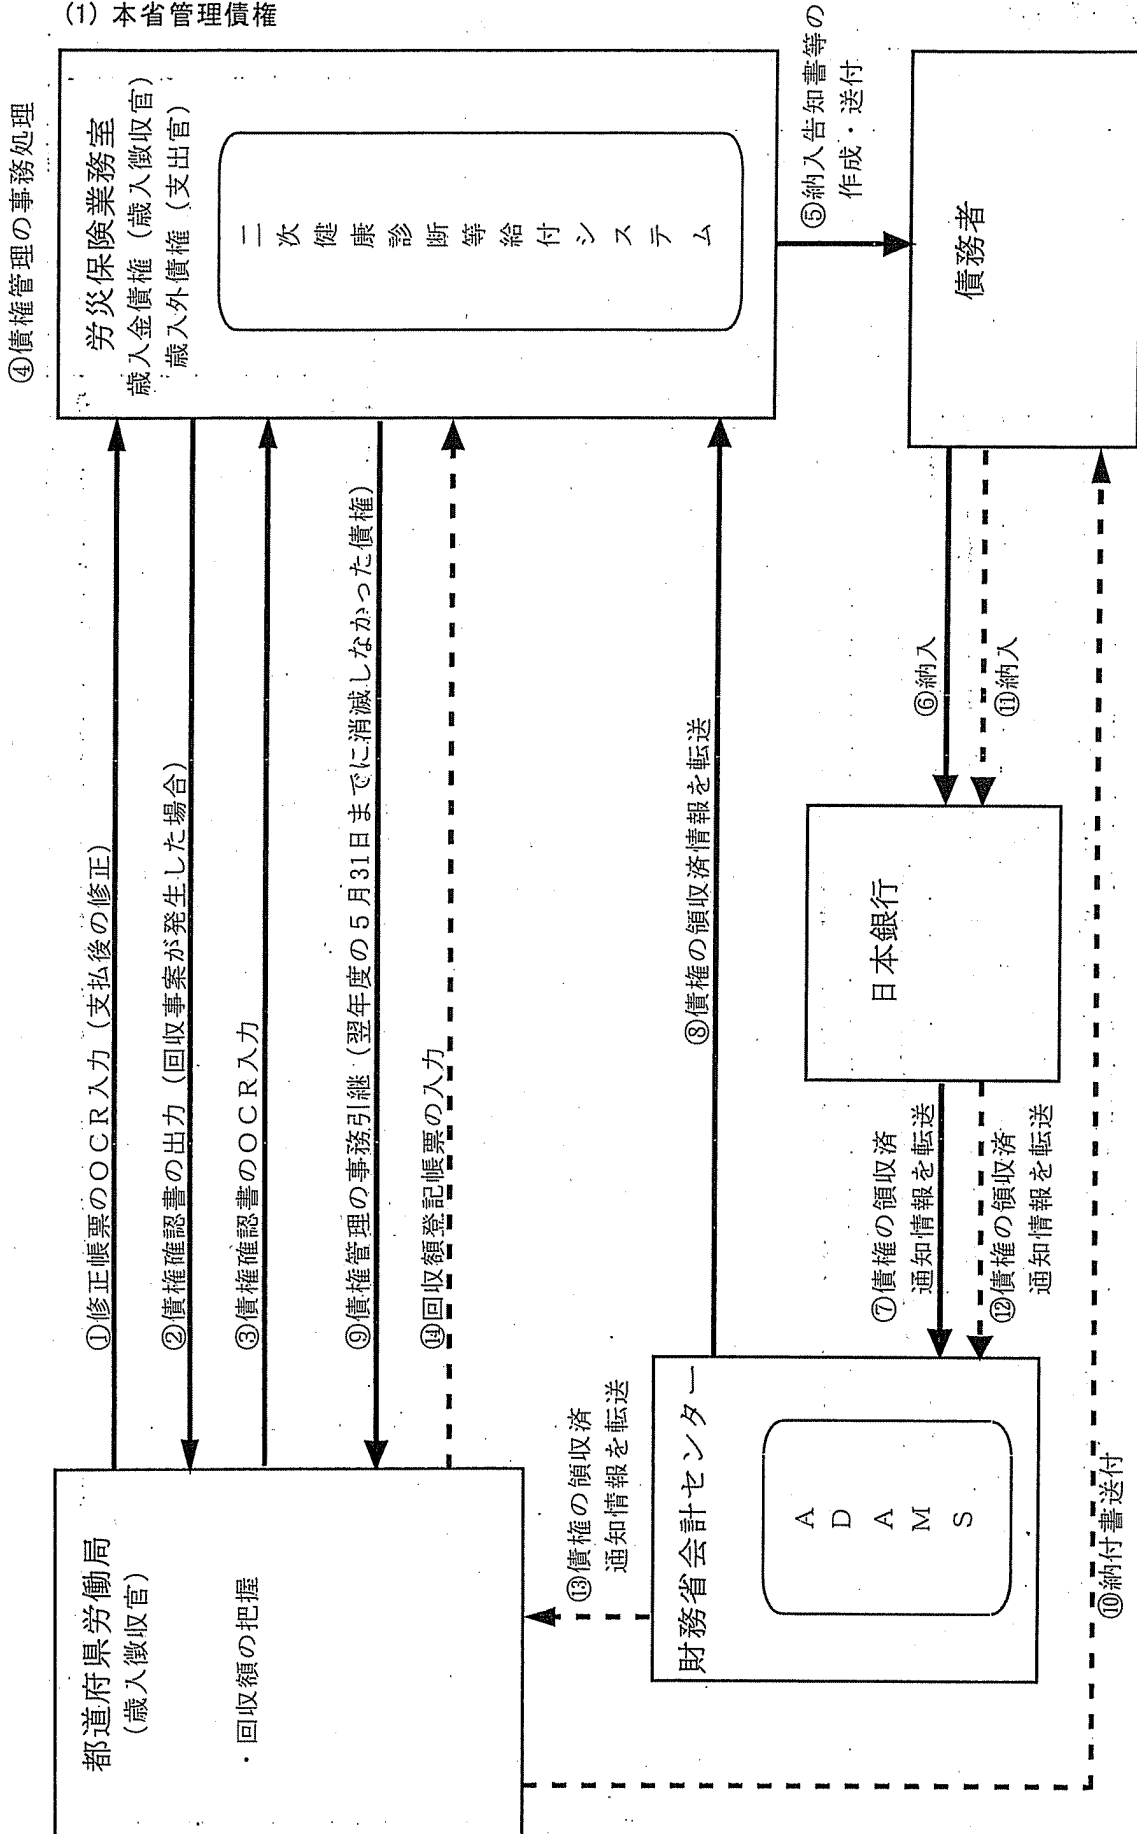 (1) 本省管理債権
④債権管理の事務処理
労災保険業務室
歳入金債権（歳入徴収官）
歳入外債権（支出官）
二次健康診断等給付システム
①修正帳票のＯＣＲ入力（支払後の修正）
②債権確認書の出力（回収事案が発生した場合）
③債権確認書のＯＣＲ入力
⑨債権管理の事務引継（翌年度の５月31日までに消滅しなかった債権）
⑭回収額登記帳票の入力
都道府県労働局
（歳入徴収官）
・回収額の把握
⑤納入告知書等の
作成・送付
債務者
⑥納入
⑪納入
日本銀行
⑦債権の領収済
通知情報を転送
⑫債権の領収済
通知情報を転送
⑧債権の領収済情報を転送
財務省会計センター
ＡＤＡＭＳ
⑬債権の領収済
通知情報を転送
⑩納付書送付